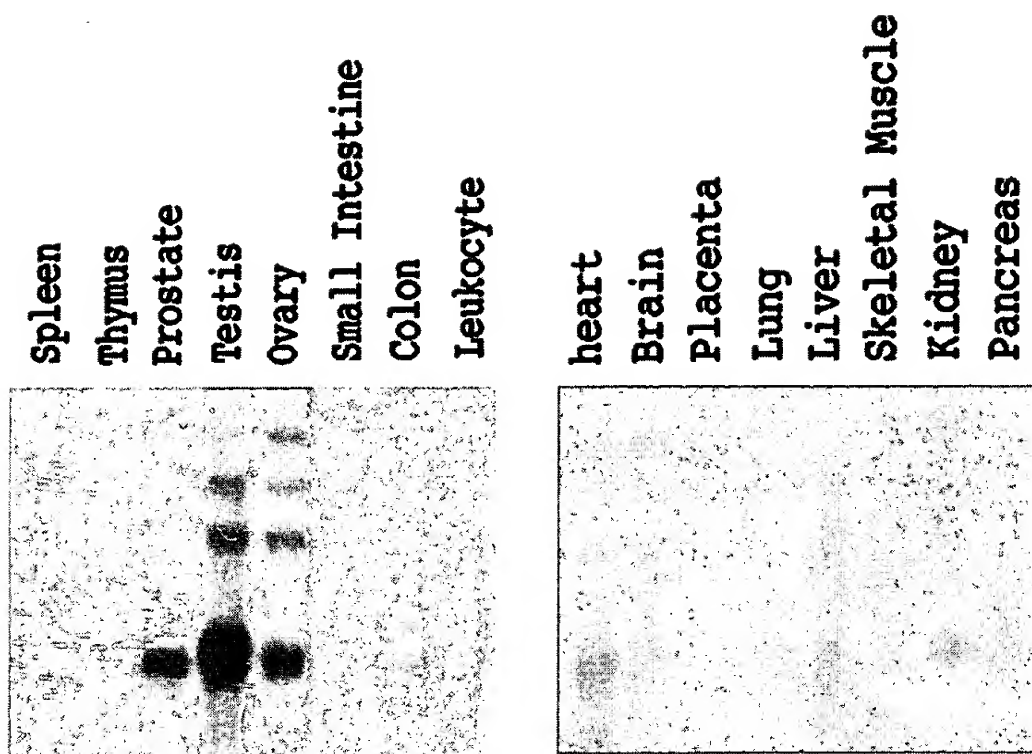 Spleen
Thymus
Prostate
Testis
Ovary
Small Intestine
Colon
Leukocyte
heart
Brain
Placenta
Lung
Liver
Skeletal Muscle
Kidney
Pancreas